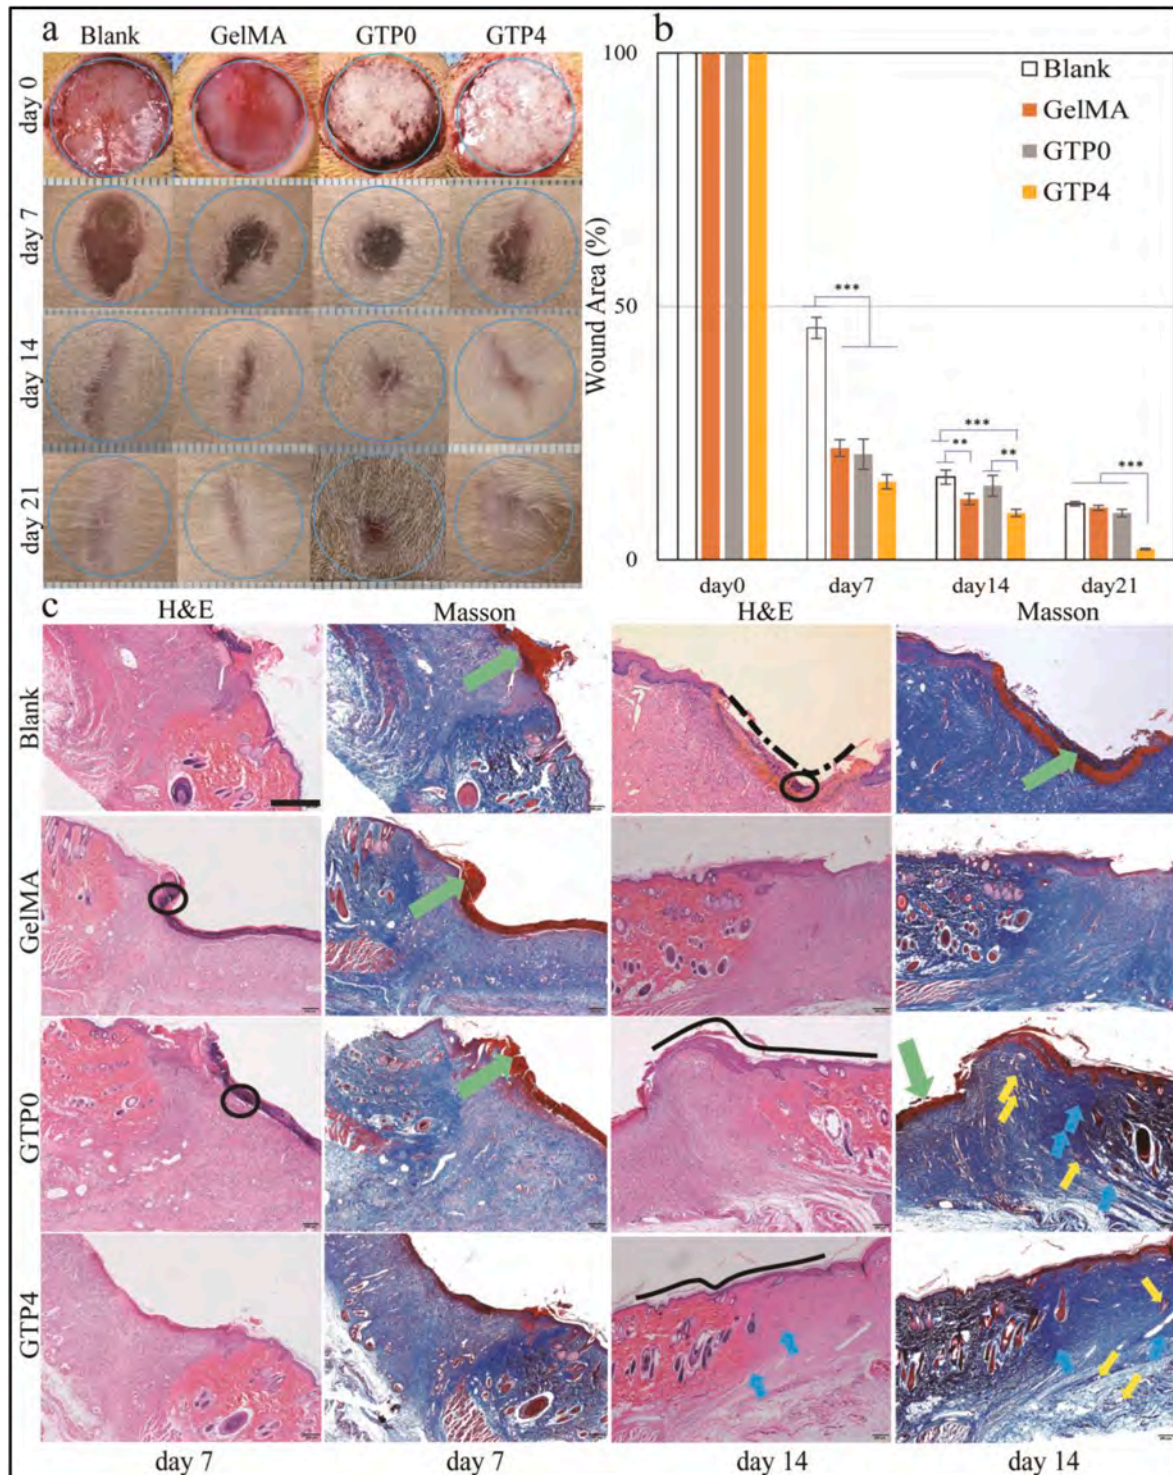 a
Blank GelMA GTP0 GTP4
day 0
day 7
day 14
day 21
b
Wound Area (%)
100
50
0
Blank
GelMA
GTP0
GTP4
***
***
**
**
***
day0 day7 day14 day21
c
H&E Masson H&E Masson
Blank
GelMA
GTP0
GTP4
day 7 day 7 day 14 day 14